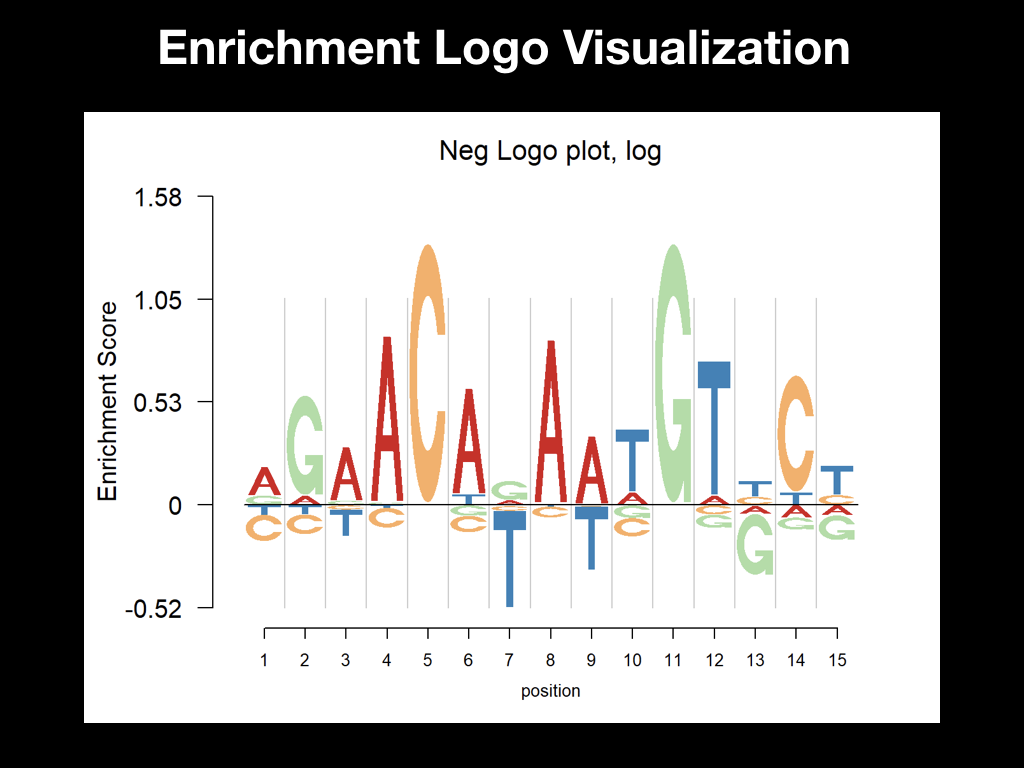 Enrichment Logo Visualization
Neg Logo plot, log
1.58
1.05
0.53
0
-0.52
Enrichment Score
A G A A C A G A A T G T T C T
1 2 3 4 5 6 7 8 9 10 11 12 13 14 15
position